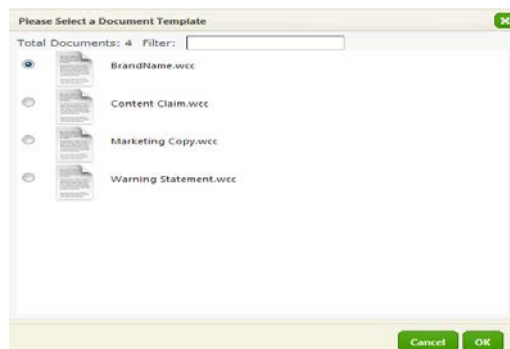 Please Select a Document Template
Total Documents: 4 Filter:
BrandName.wcc
Content Claim.wcc
Marketing Copy.wcc
Warning Statement.wcc
Cancel OK